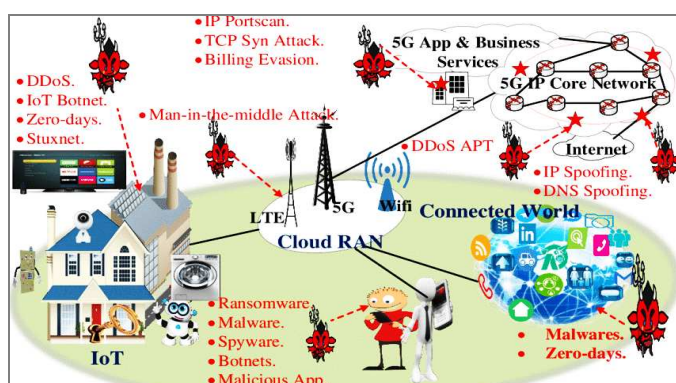 • IP Portscan.
• TCP Syn Attack.
• Billing Evasion.
5G App & Business
Services
5G IP Core Network
• DDoS.
• IoT Botnet.
• Zero-days.
• Stuxnet.
• Man-in-the-middle Attack.
• DDoS APT
Internet
• IP Spoofing.
• DNS Spoofing.
LTE
5G
Wifi
Cloud RAN
Connected World
• Ransomware
• Malware.
• Spyware.
• Botnets.
• Malicious App
IoT
• Malwares.
• Zero-days.